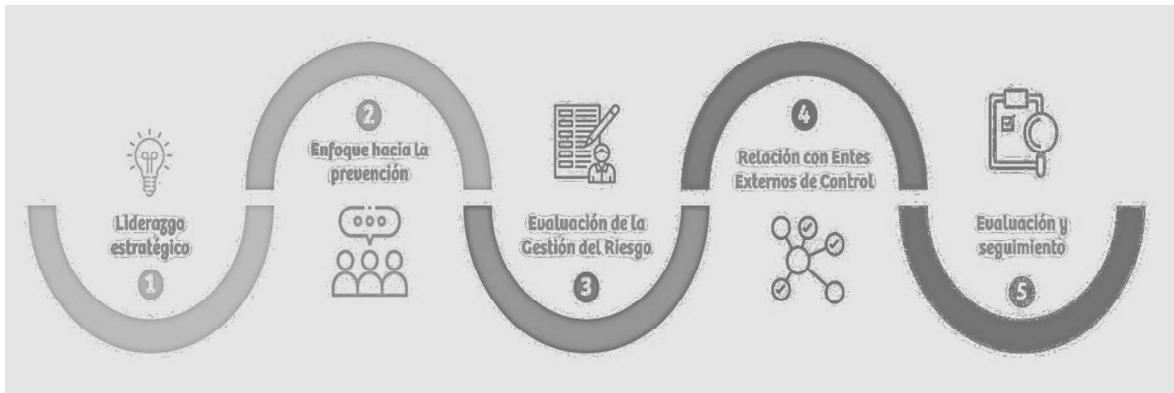 Liderazgo
estratégico
1
2
Enfoque hacia la
prevención
Evaluación de la
Gestión del Riesgo
3
4
Relación con Entes
Externos de Control
Evaluación y
seguimiento
5